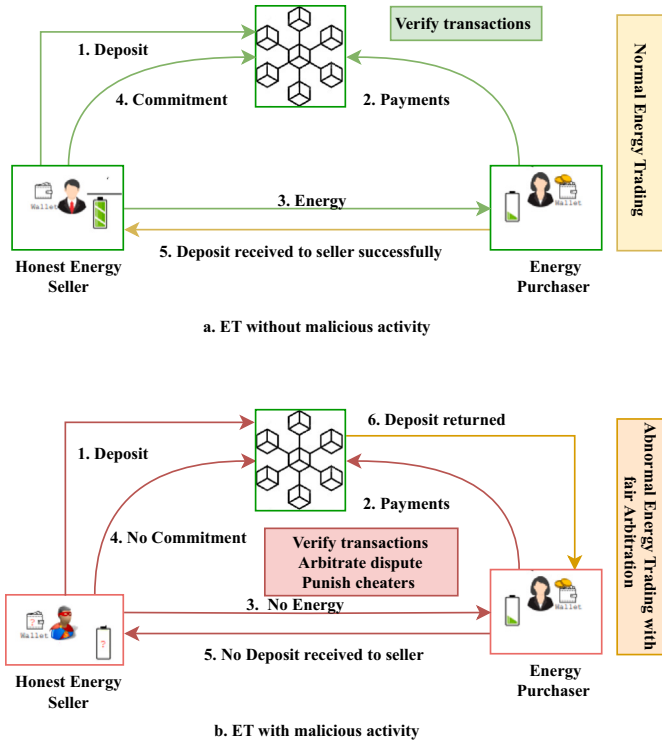 Verify transactions
1. Deposit
4. Commitment
2. Payments
Normal Energy
Trading
Wallet
Wallet
3. Energy
5. Deposit received to seller successfully
Honest Energy
Seller
Energy
Purchaser
a. ET without malicious activity
6. Deposit returned
1. Deposit
2. Payments
4. No Commitment
Verify transactions
Arbitrate dispute
Punish cheaters
Abnormal Energy Trading with
fair Arbitration
?
Wallet
?
Wallet
3. No Energy
5. No Deposit received to seller
Honest Energy
Seller
Energy
Purchaser
b. ET with malicious activity